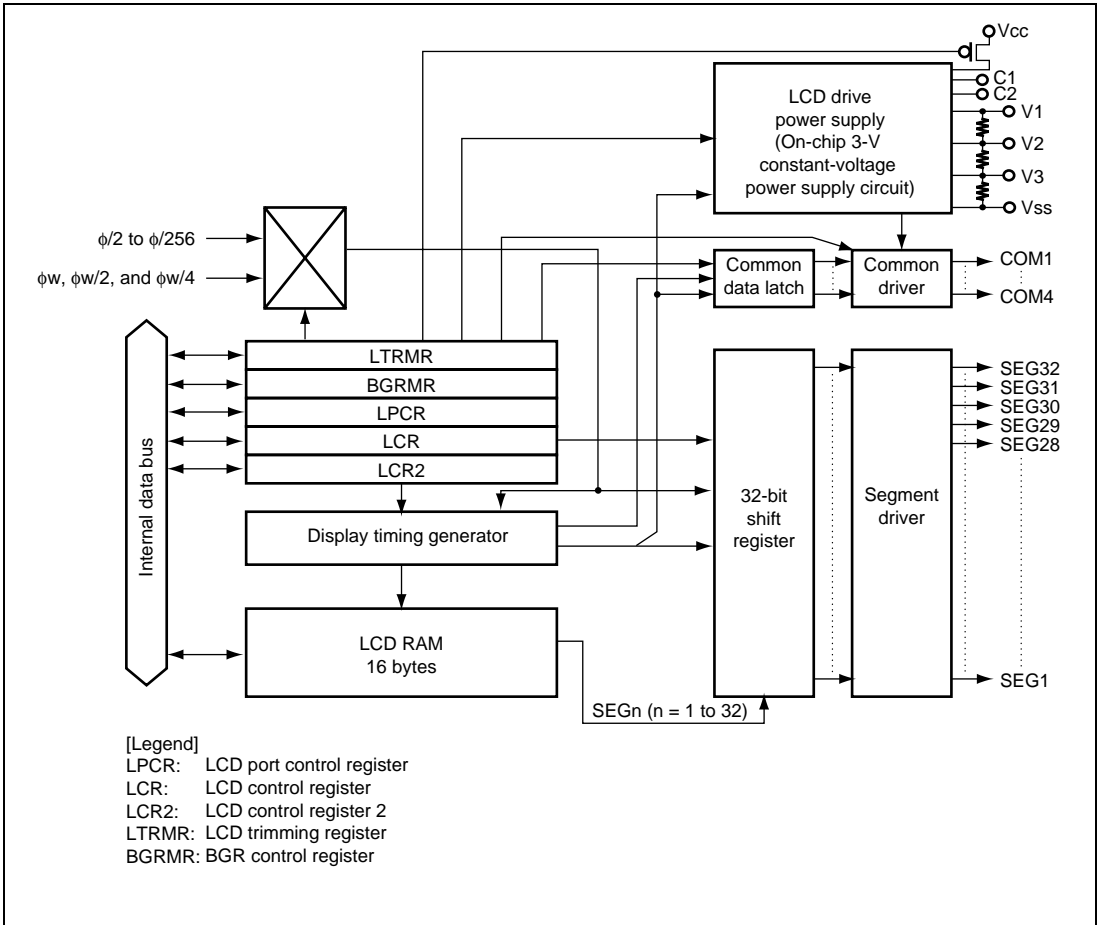 Vcc
C1
C2
LCD drive
power supply
(On-chip 3-V
constant-voltage
power supply circuit)
V1
V2
V3
Vss
ϕ/2 to ϕ/256
ϕw, ϕw/2, and ϕw/4
Common
data latch
Common
driver
COM1
COM4
Internal data bus
LTRMR
BGRMR
LPCR
LCR
LCR2
Display timing generator
LCD RAM
16 bytes
32-bit
shift
register
Segment
driver
SEG32
SEG31
SEG30
SEG29
SEG28
SEG1
SEGn (n = 1 to 32)
[Legend]
LPCR: LCD port control register
LCR: LCD control register
LCR2: LCD control register 2
LTRMR: LCD trimming register
BGRMR: BGR control register